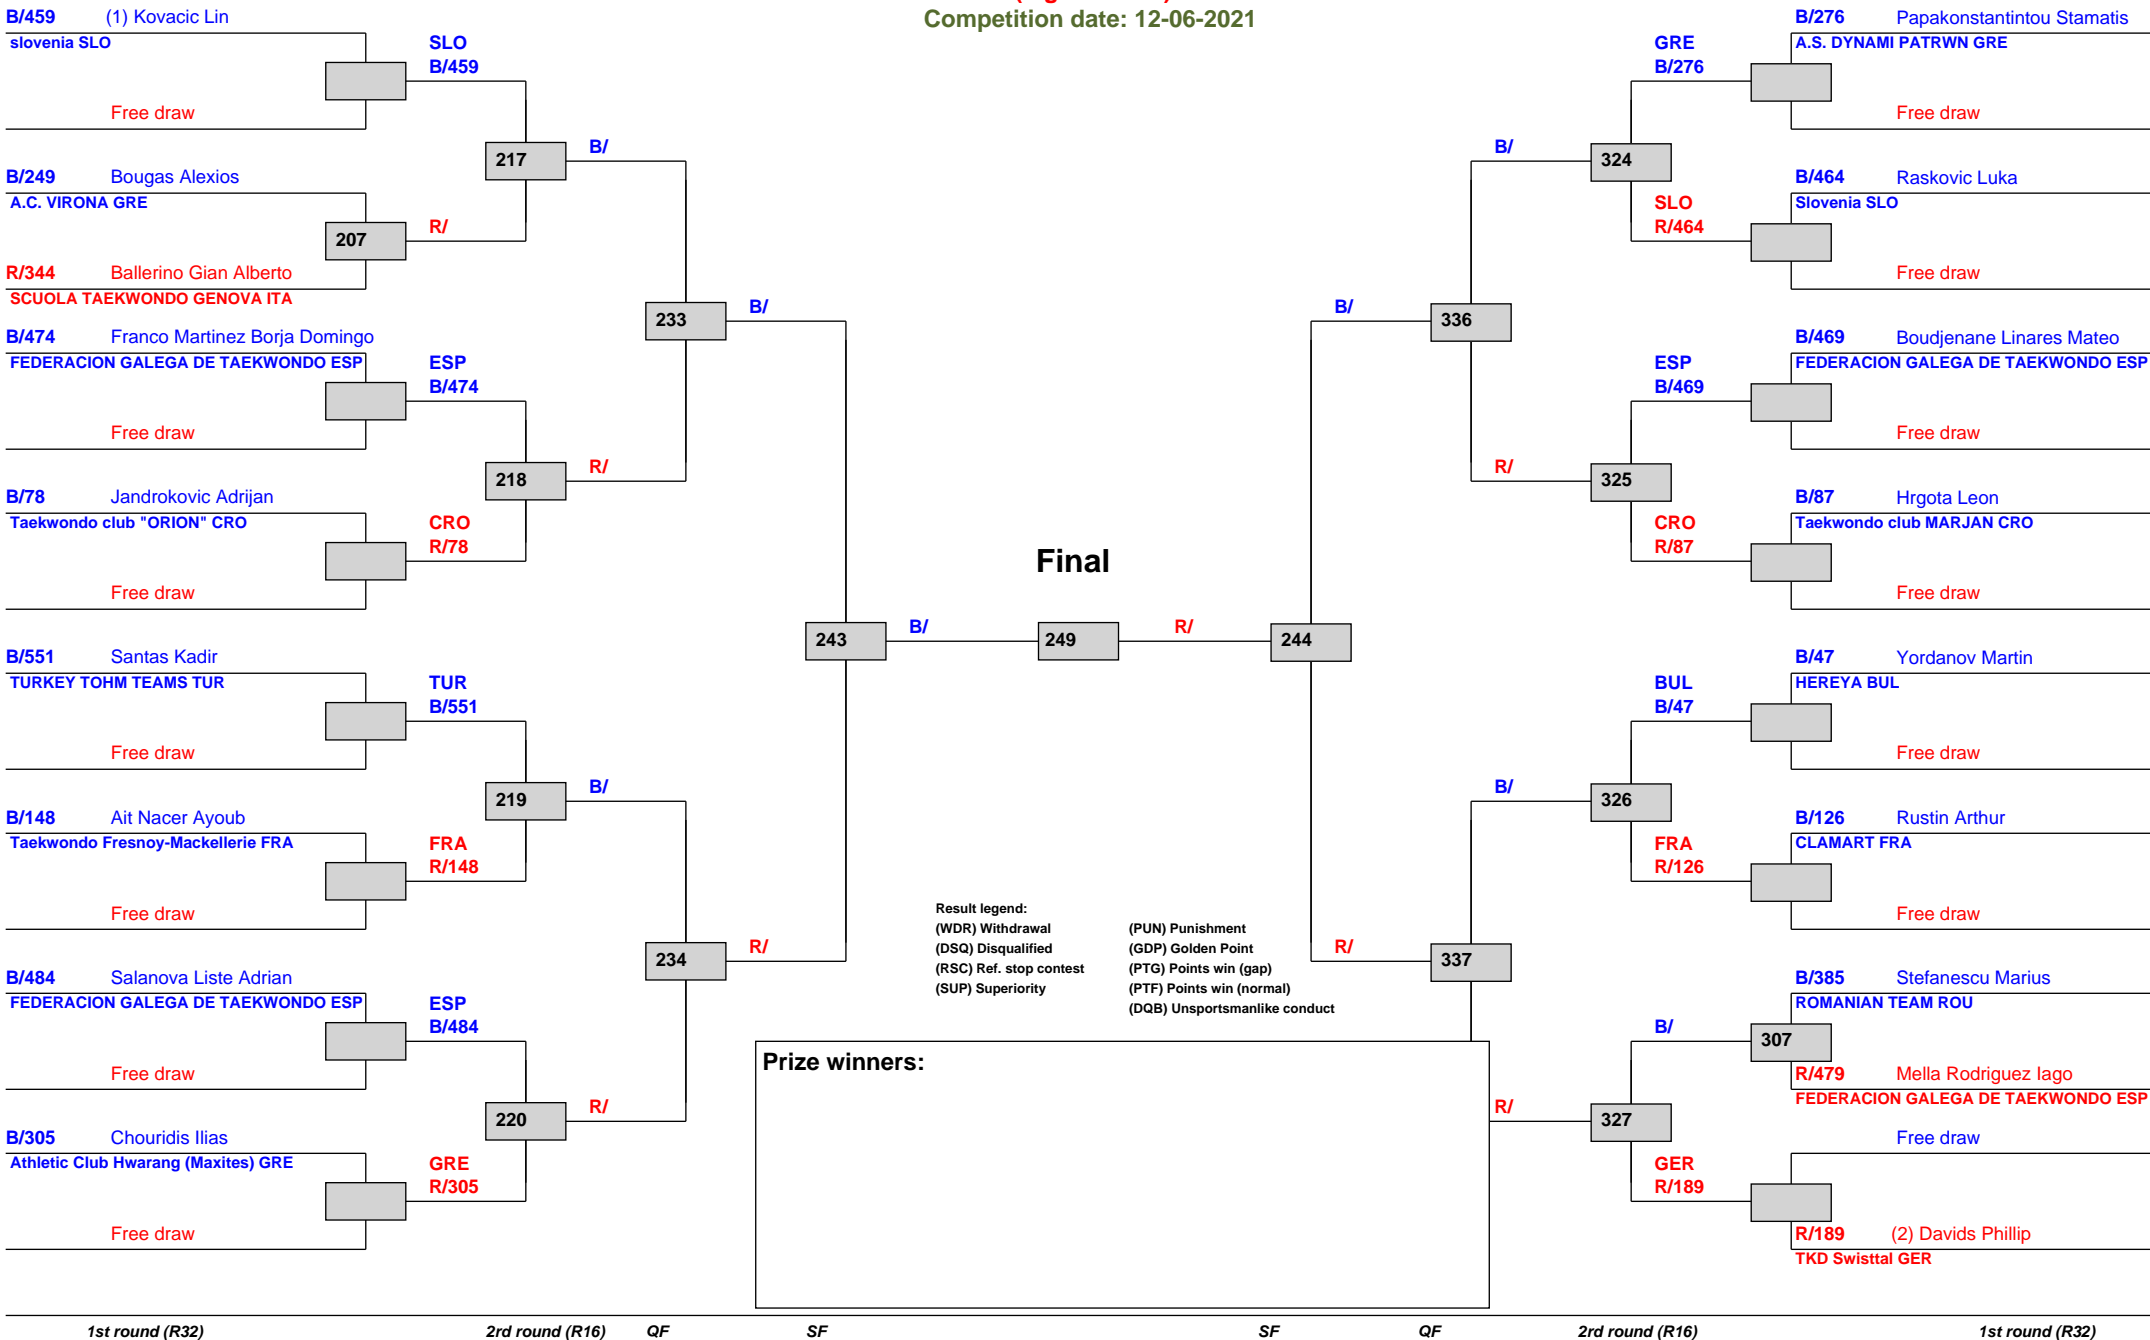 Competition date: 12-06-2021
B/459 (1) Kovacic Lin
slovenia SLO
Free draw
B/249 Bougas Alexios
A.C. VIRONA GRE
R/344 Ballerino Gian Alberto
SCUOLA TAEKWONDO GENOVA ITA
B/474 Franco Martinez Borja Domingo
FEDERACION GALEGA DE TAEKWONDO ESP
Free draw
B/78 Jandrokovic Adrijan
Taekwondo club "ORION" CRO
Free draw
B/551 Santas Kadir
TURKEY TOHM TEAMS TUR
Free draw
B/148 Ait Nacer Ayoub
Taekwondo Fresnoy-Mackellerie FRA
Free draw
B/484 Salanova Liste Adrian
FEDERACION GALEGA DE TAEKWONDO ESP
Free draw
B/305 Chouridis Ilias
Athletic Club Hwarang (Maxites) GRE
Free draw
207
SLO
B/459
R/
ESP
B/474
CRO
R/78
TUR
B/551
FRA
R/148
ESP
B/484
GRE
R/305
217
218
219
220
B/
R/
B/
R/
233
234
B/
R/
243
B/
Final
249
R/
244
B/
R/
336
337
B/
R/
B/
R/
324
325
326
327
GRE
B/276
SLO
R/464
ESP
B/469
CRO
R/87
BUL
B/47
FRA
R/126
B/
GER
R/189
307
B/276 Papakonstantintou Stamatis
A.S. DYNAMI PATRWN GRE
Free draw
B/464 Raskovic Luka
Slovenia SLO
Free draw
B/469 Boudjenane Linares Mateo
FEDERACION GALEGA DE TAEKWONDO ESP
Free draw
B/87 Hrgota Leon
Taekwondo club MARJAN CRO
Free draw
B/47 Yordanov Martin
HEREYA BUL
Free draw
B/126 Rustin Arthur
CLAMART FRA
Free draw
B/385 Stefanescu Marius
ROMANIAN TEAM ROU
R/479 Mella Rodriguez Iago
FEDERACION GALEGA DE TAEKWONDO ESP
Free draw
R/189 (2) Davids Phillip
TKD Swisttal GER
Result legend:
(WDR) Withdrawal (PUN) Punishment
(DSQ) Disqualified (GDP) Golden Point
(RSC) Ref. stop contest (PTG) Points win (gap)
(SUP) Superiority (PTF) Points win (normal)
(DQB) Unsportsmanlike conduct
Prize winners:
1st round (R32) 2rd round (R16) QF SF SF QF 2rd round (R16) 1st round (R32)